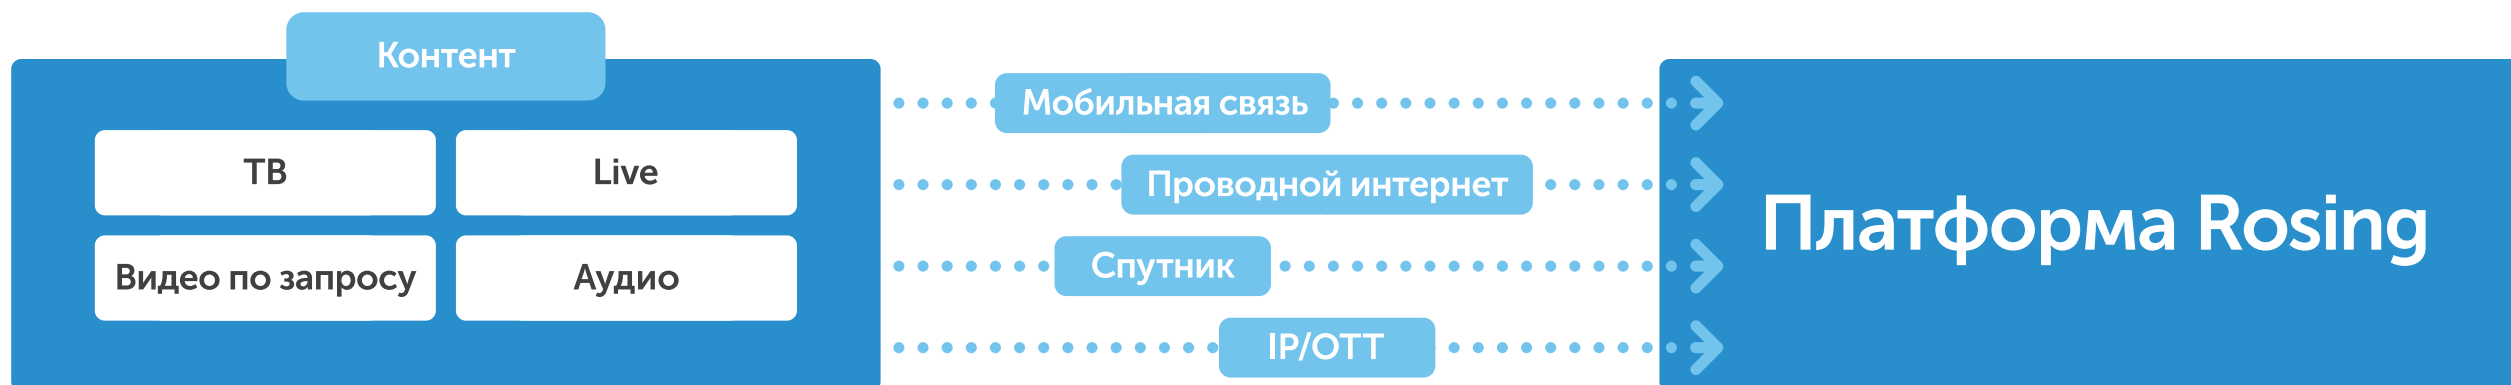 Контент
ТВ
Live
Видео по запросу
Аудио
Мобильная связь
Проводной интернет
Спутник
IP/OTT
Платформа Rosing